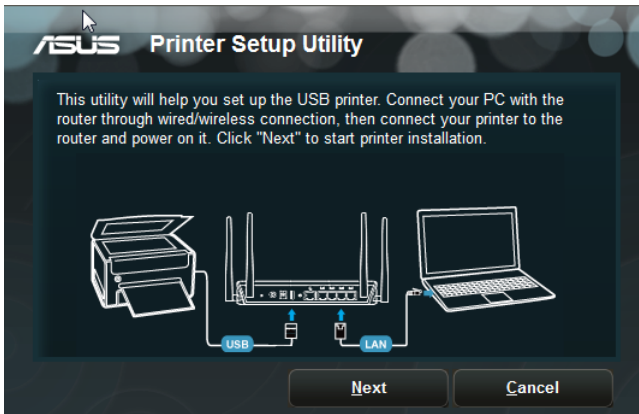 ASUS Printer Setup Utility
This utility will help you set up the USB printer. Connect your PC with the
router through wired/wireless connection, then connect your printer to the
router and power on it. Click "Next" to start printer installation.
USB
LAN
Next
Cancel